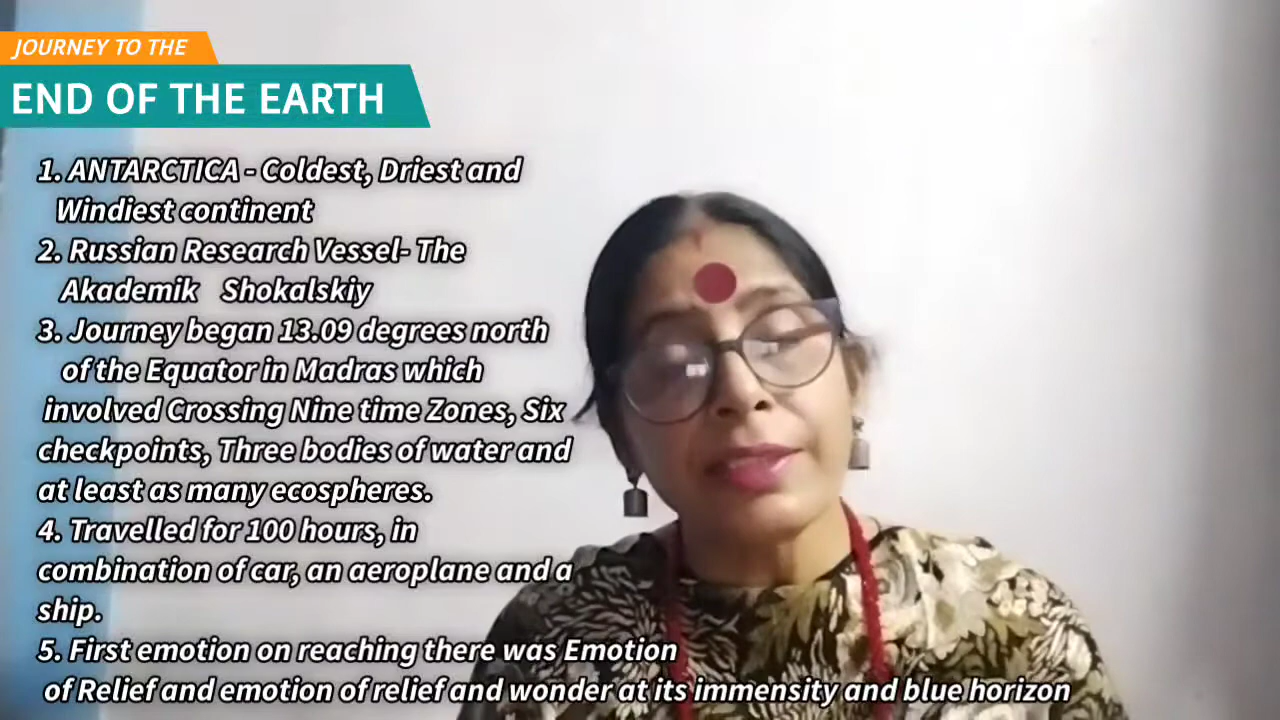 JOURNEY TO THE
END OF THE EARTH
1. ANTARCTICA - Coldest, Driest and
Windiest continent
2. Russian Research Vessel- The
Akademik Shokalskiy
3. Journey began 13.09 degrees north
of the Equator in Madras which
involved Crossing Nine time Zones, Six
checkpoints, Three bodies of water and
at least as many ecospheres.
4. Travelled for 100 hours, in
combination of car, an aeroplane and a
ship.
5. First emotion on reaching there was Emotion
of Relief and emotion of relief and wonder at its immensity and blue horizon